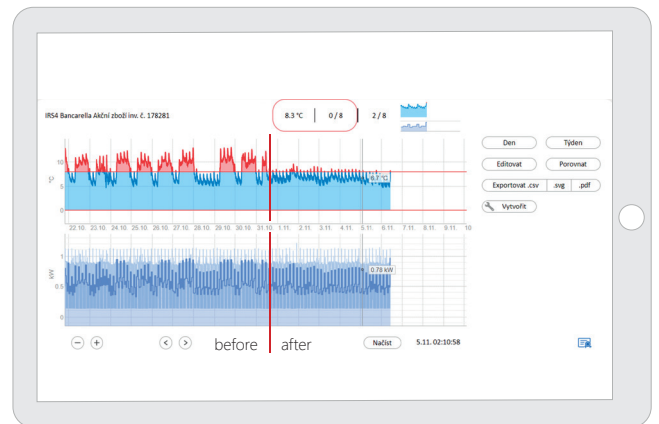 IRS4 Bancarella Akční zboží inv. č. 178281
8.3 °C 0 / 8 2 / 8
Den Týden
Editovat Porovnat
Exportovat .csv .svg .pdf
Vytvořit
10
5
0
°C
6.7 °C
22.10. 23.10. 24.10. 25.10. 26.10. 27.10. 28.10. 29.10. 30.10. 31.10. 1.11. 2.11. 3.11. 4.11. 5.11. 6.11. 7.11. 8.11. 9.11. 10
1
0.5
0
kW
0.78 kW
before after
Načíst 5.11. 02:10:58